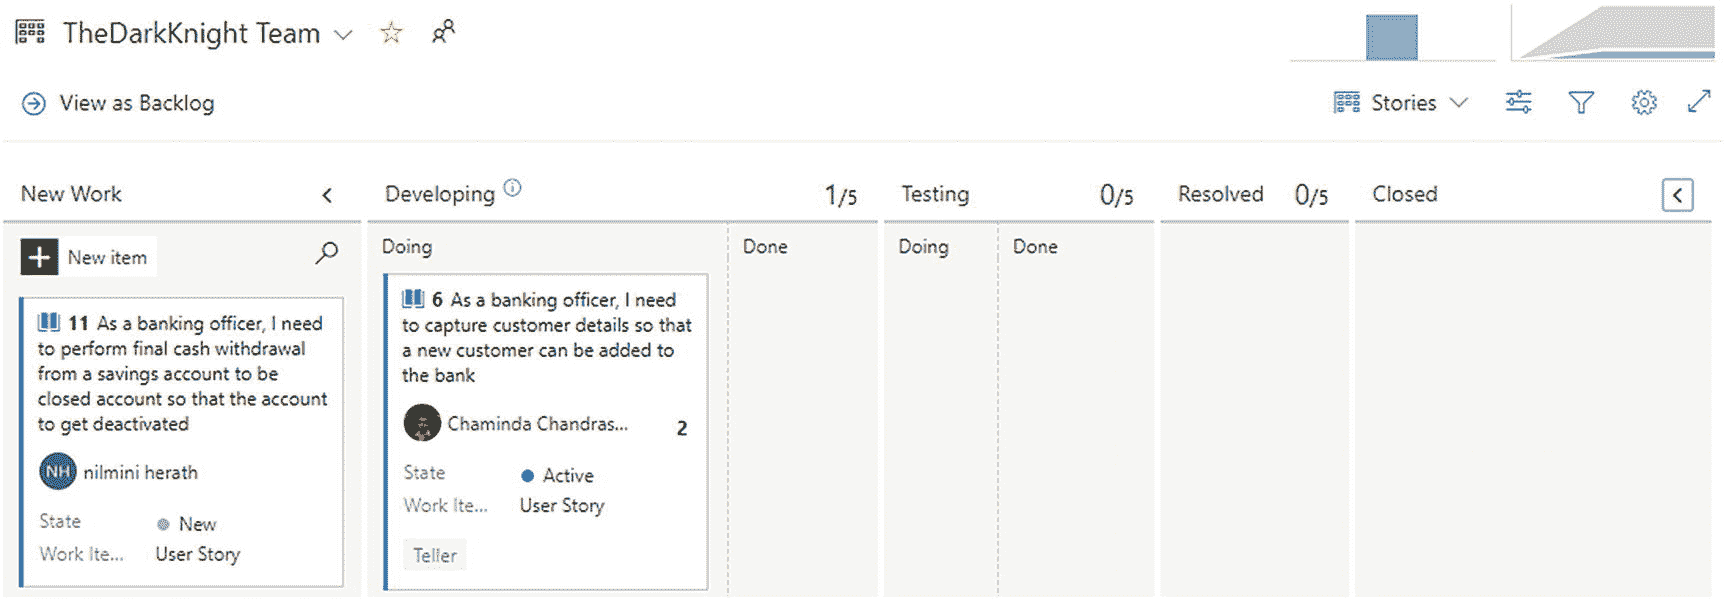 TheDarkKnight Team
View as Backlog
Stories
New Work
Developing
1/5
Testing
0/5
Resolved
0/5
Closed
New item
11 As a banking officer, I need
to perform final cash withdrawal
from a savings account to be
closed account so that the account
to get deactivated
NH nilmini herath
State New
Work Ite... User Story
Doing
6 As a banking officer, I need
to capture customer details so that
a new customer can be added to
the bank
Chaminda Chandras... 2
State Active
Work Ite... User Story
Teller
Done
Doing
Done